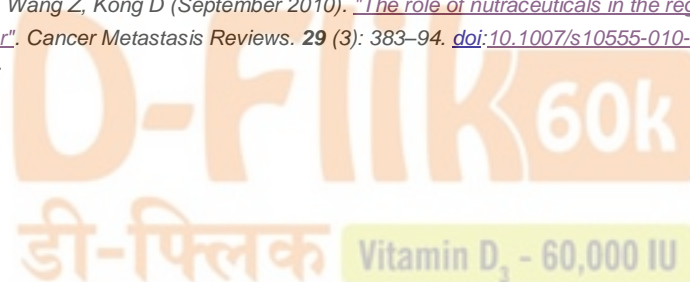 Wang Z, Kong D (September 2010). "The role of nutraceuticals in the reg
r". Cancer Metastasis Reviews. 29 (3): 383–94. doi:10.1007/s10555-010-
D-Flik 60k
डी-फ्लिक Vitamin D₃ - 60,000 IU